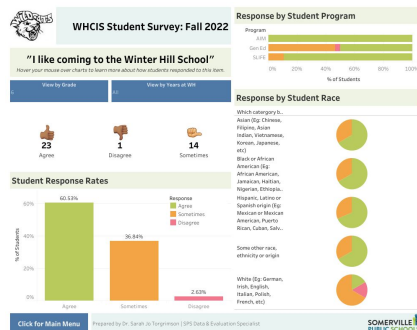 WHCIS Student Survey: Fall 2022
"I like coming to the Winter Hill School"
Hover your mouse over charts to learn more about how students responded to this item.
View by Grade
View by Years at WH
23
Agree
1
Disagree
14
Sometimes
Student Response Rates
60.53%
36.84%
2.63%
Response
Agree
Sometimes
Disagree
% of Students
60%
40%
20%
0%
Agree
Sometimes
Disagree
Response by Student Program
Program
AIM
Gen Ed
SLIFE
0%
20%
40%
60%
80%
100%
% of Students
Response by Student Race
Which catergory b..
Asian (Eg: Chinese,
Filipino, Asian
Indian, Vietnamese,
Korean, Japanese,
etc)
Black or African
American (Eg:
African American,
Jamaican, Haitian,
Nigerian, Ethiopia..
Hispanic, Latino or
Spanish origin (Eg:
Mexican or Mexican
American, Puerto
Rican, Cuban, Salv..
Some other race,
ethnicity or origin
White (Eg: German,
Irish, English,
Italian, Polish,
French, etc)
Click for Main Menu
Prepared by Dr. Sarah Jo Torgrimson | SPS Data & Evaluation Specialist
SOMERVILLE
PUBLIC SCHOOLS